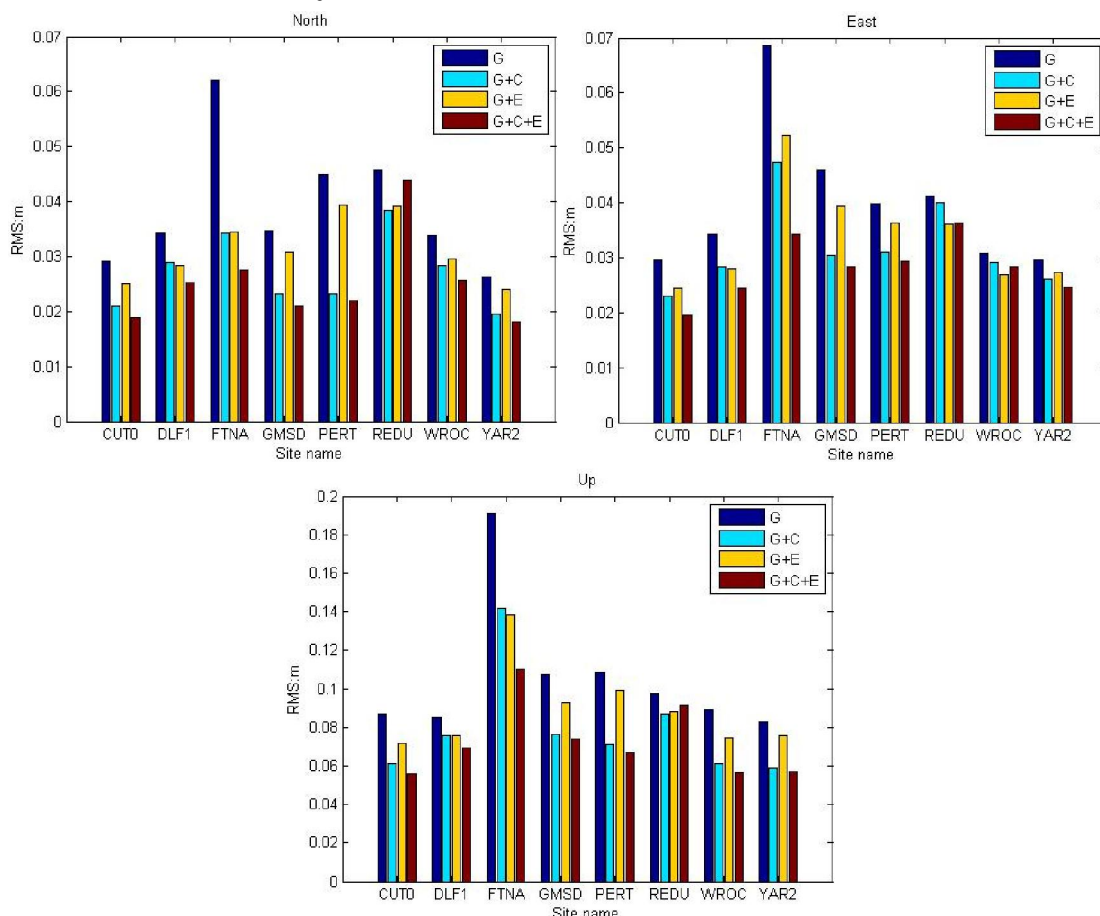 North
0.07
0.06
0.05
0.04
0.03
0.02
0.01
0
RMS:m
G
G+C
G+E
G+C+E
CUT0 DLF1 FTNA GMSD PERT REDU WROC YAR2
Site name
East
0.07
0.06
0.05
0.04
0.03
0.02
0.01
0
RMS:m
G
G+C
G+E
G+C+E
CUT0 DLF1 FTNA GMSD PERT REDU WROC YAR2
Site name
Up
0.2
0.18
0.16
0.14
0.12
0.1
0.08
0.06
0.04
0.02
0
RMS:m
G
G+C
G+E
G+C+E
CUT0 DLF1 FTNA GMSD PERT REDU WROC YAR2
Site name